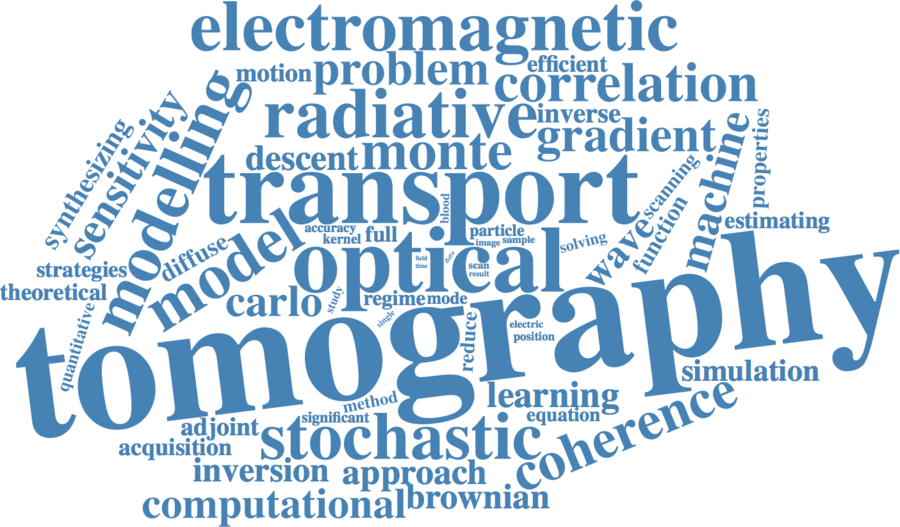 electromagnetic
motion
problem
efficient
correlation
radiative
inverse
gradient
descent
monte
synthesizing
sensitivity
modelling
transport
scanning
machine
properties
blood
accuracy
kernel
full
particle
image
sample
solving
wave
function
estimating
strategies
diffuse
model
optical
field
time
data
scan
result
theoretical
carlo
study
regime
mode
single
quantitative
tomography
reduce
electric
position
simulation
learning
method
significant
equation
adjoint
stochastic
coherence
acquisition
inversion
approach
computational
brownian